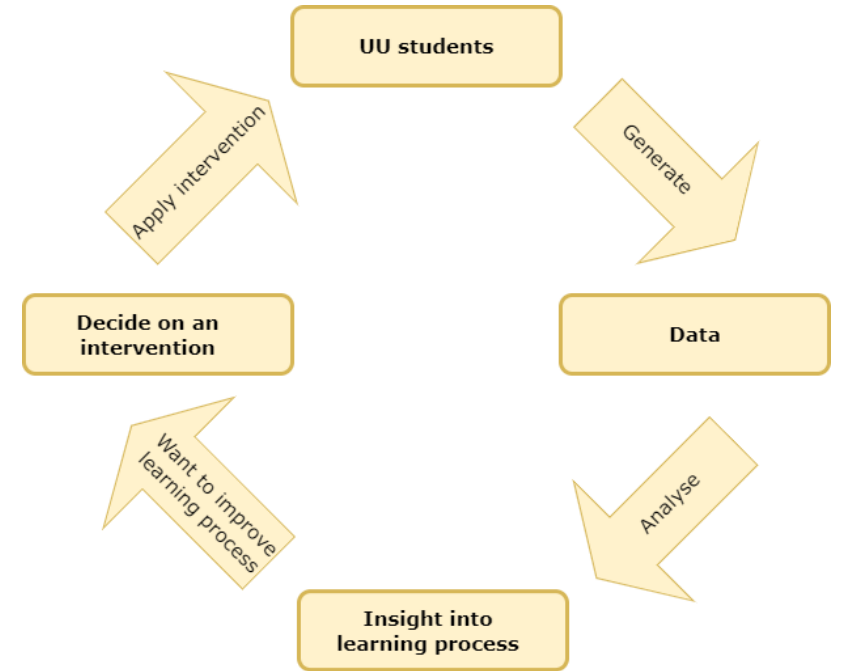 UU students
Generate
Data
Analyse
Insight into
learning process
Want to improve
learning process
Decide on an
intervention
Apply intervention